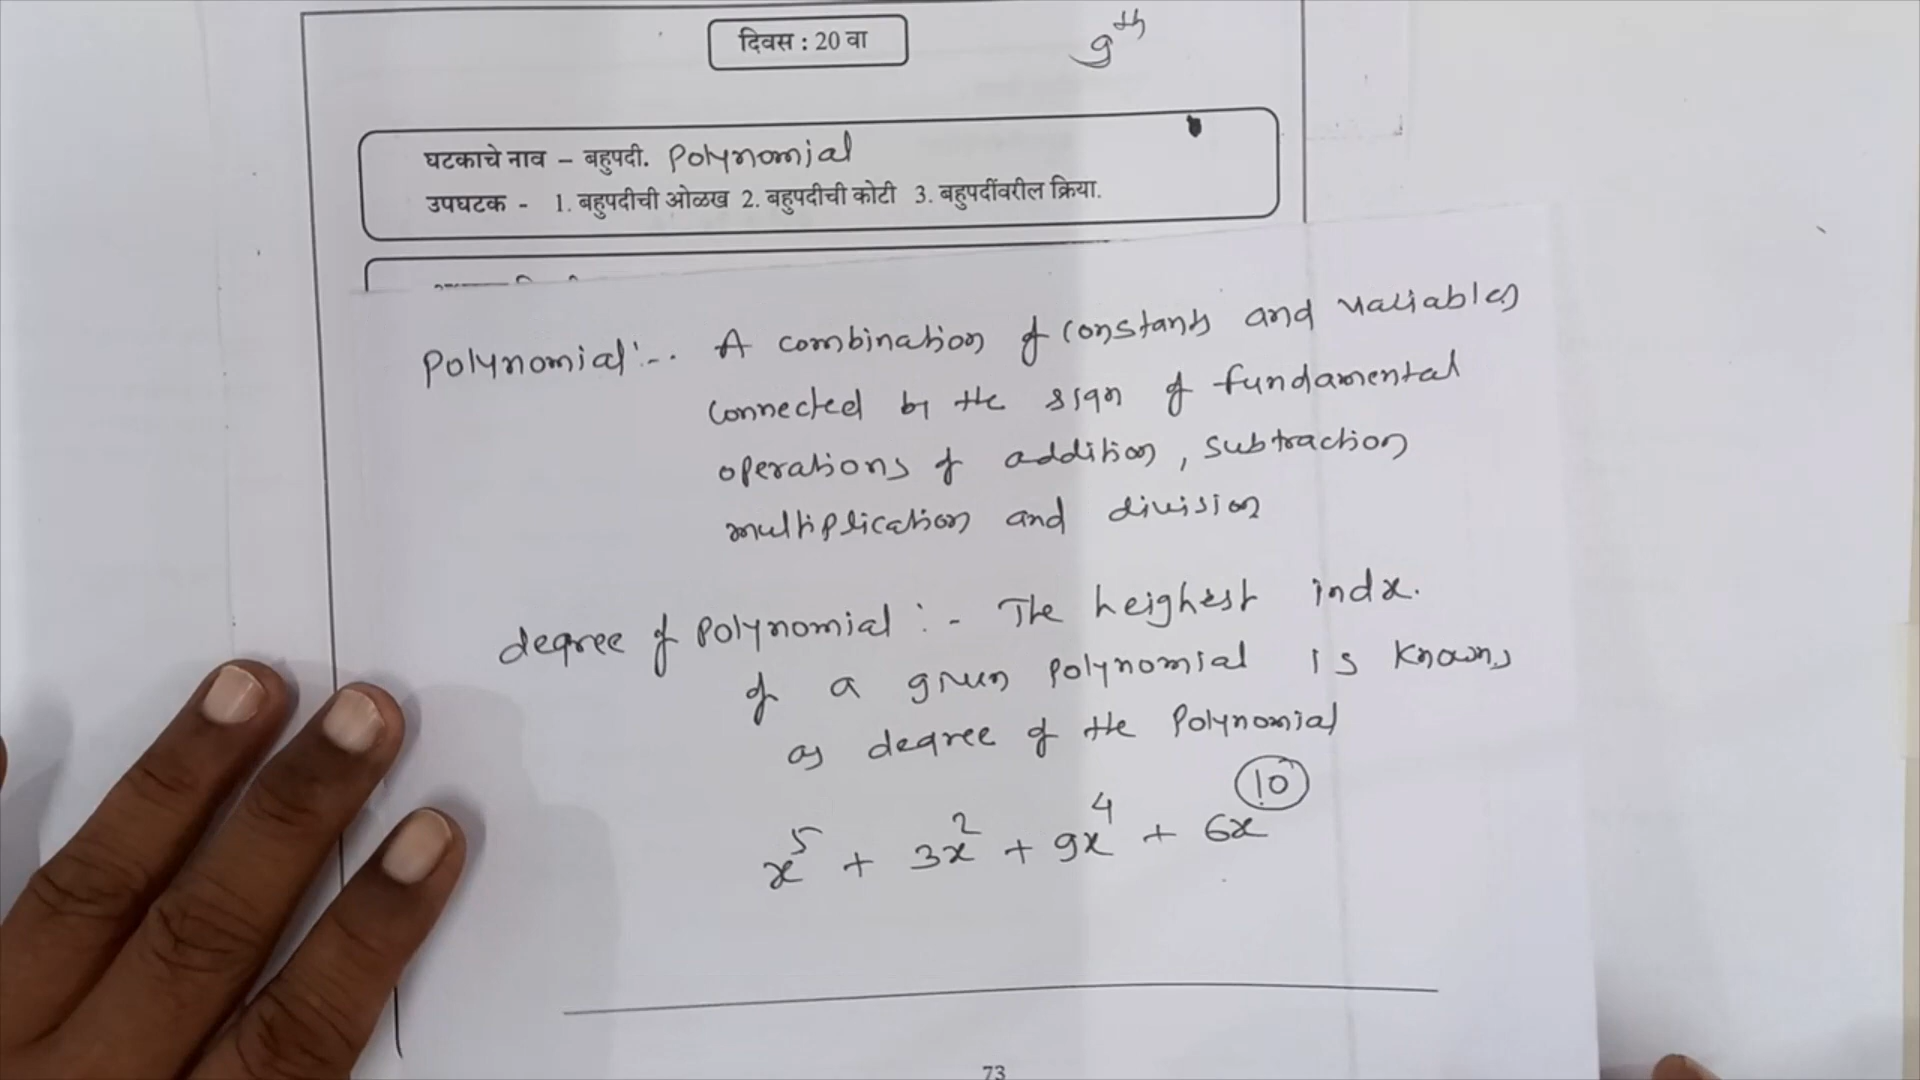 दिवस : 20 वा
9th
घटकाचे नाव – बहुपदी. Polynomial
उपघटक - 1. बहुपदीची ओळख 2. बहुपदीची कोटी 3. बहुपदींवरील क्रिया.
Polynomial :- . A combination of constants and variables
connected by the sign of fundamental
operations of addition, subtraction
multiplication and division
degree of Polynomial :- The heighest indx.
of a given polynomial is known
as degree of the Polynomial
x⁵ + 3x² + 9x⁴ + 6x¹⁰
73